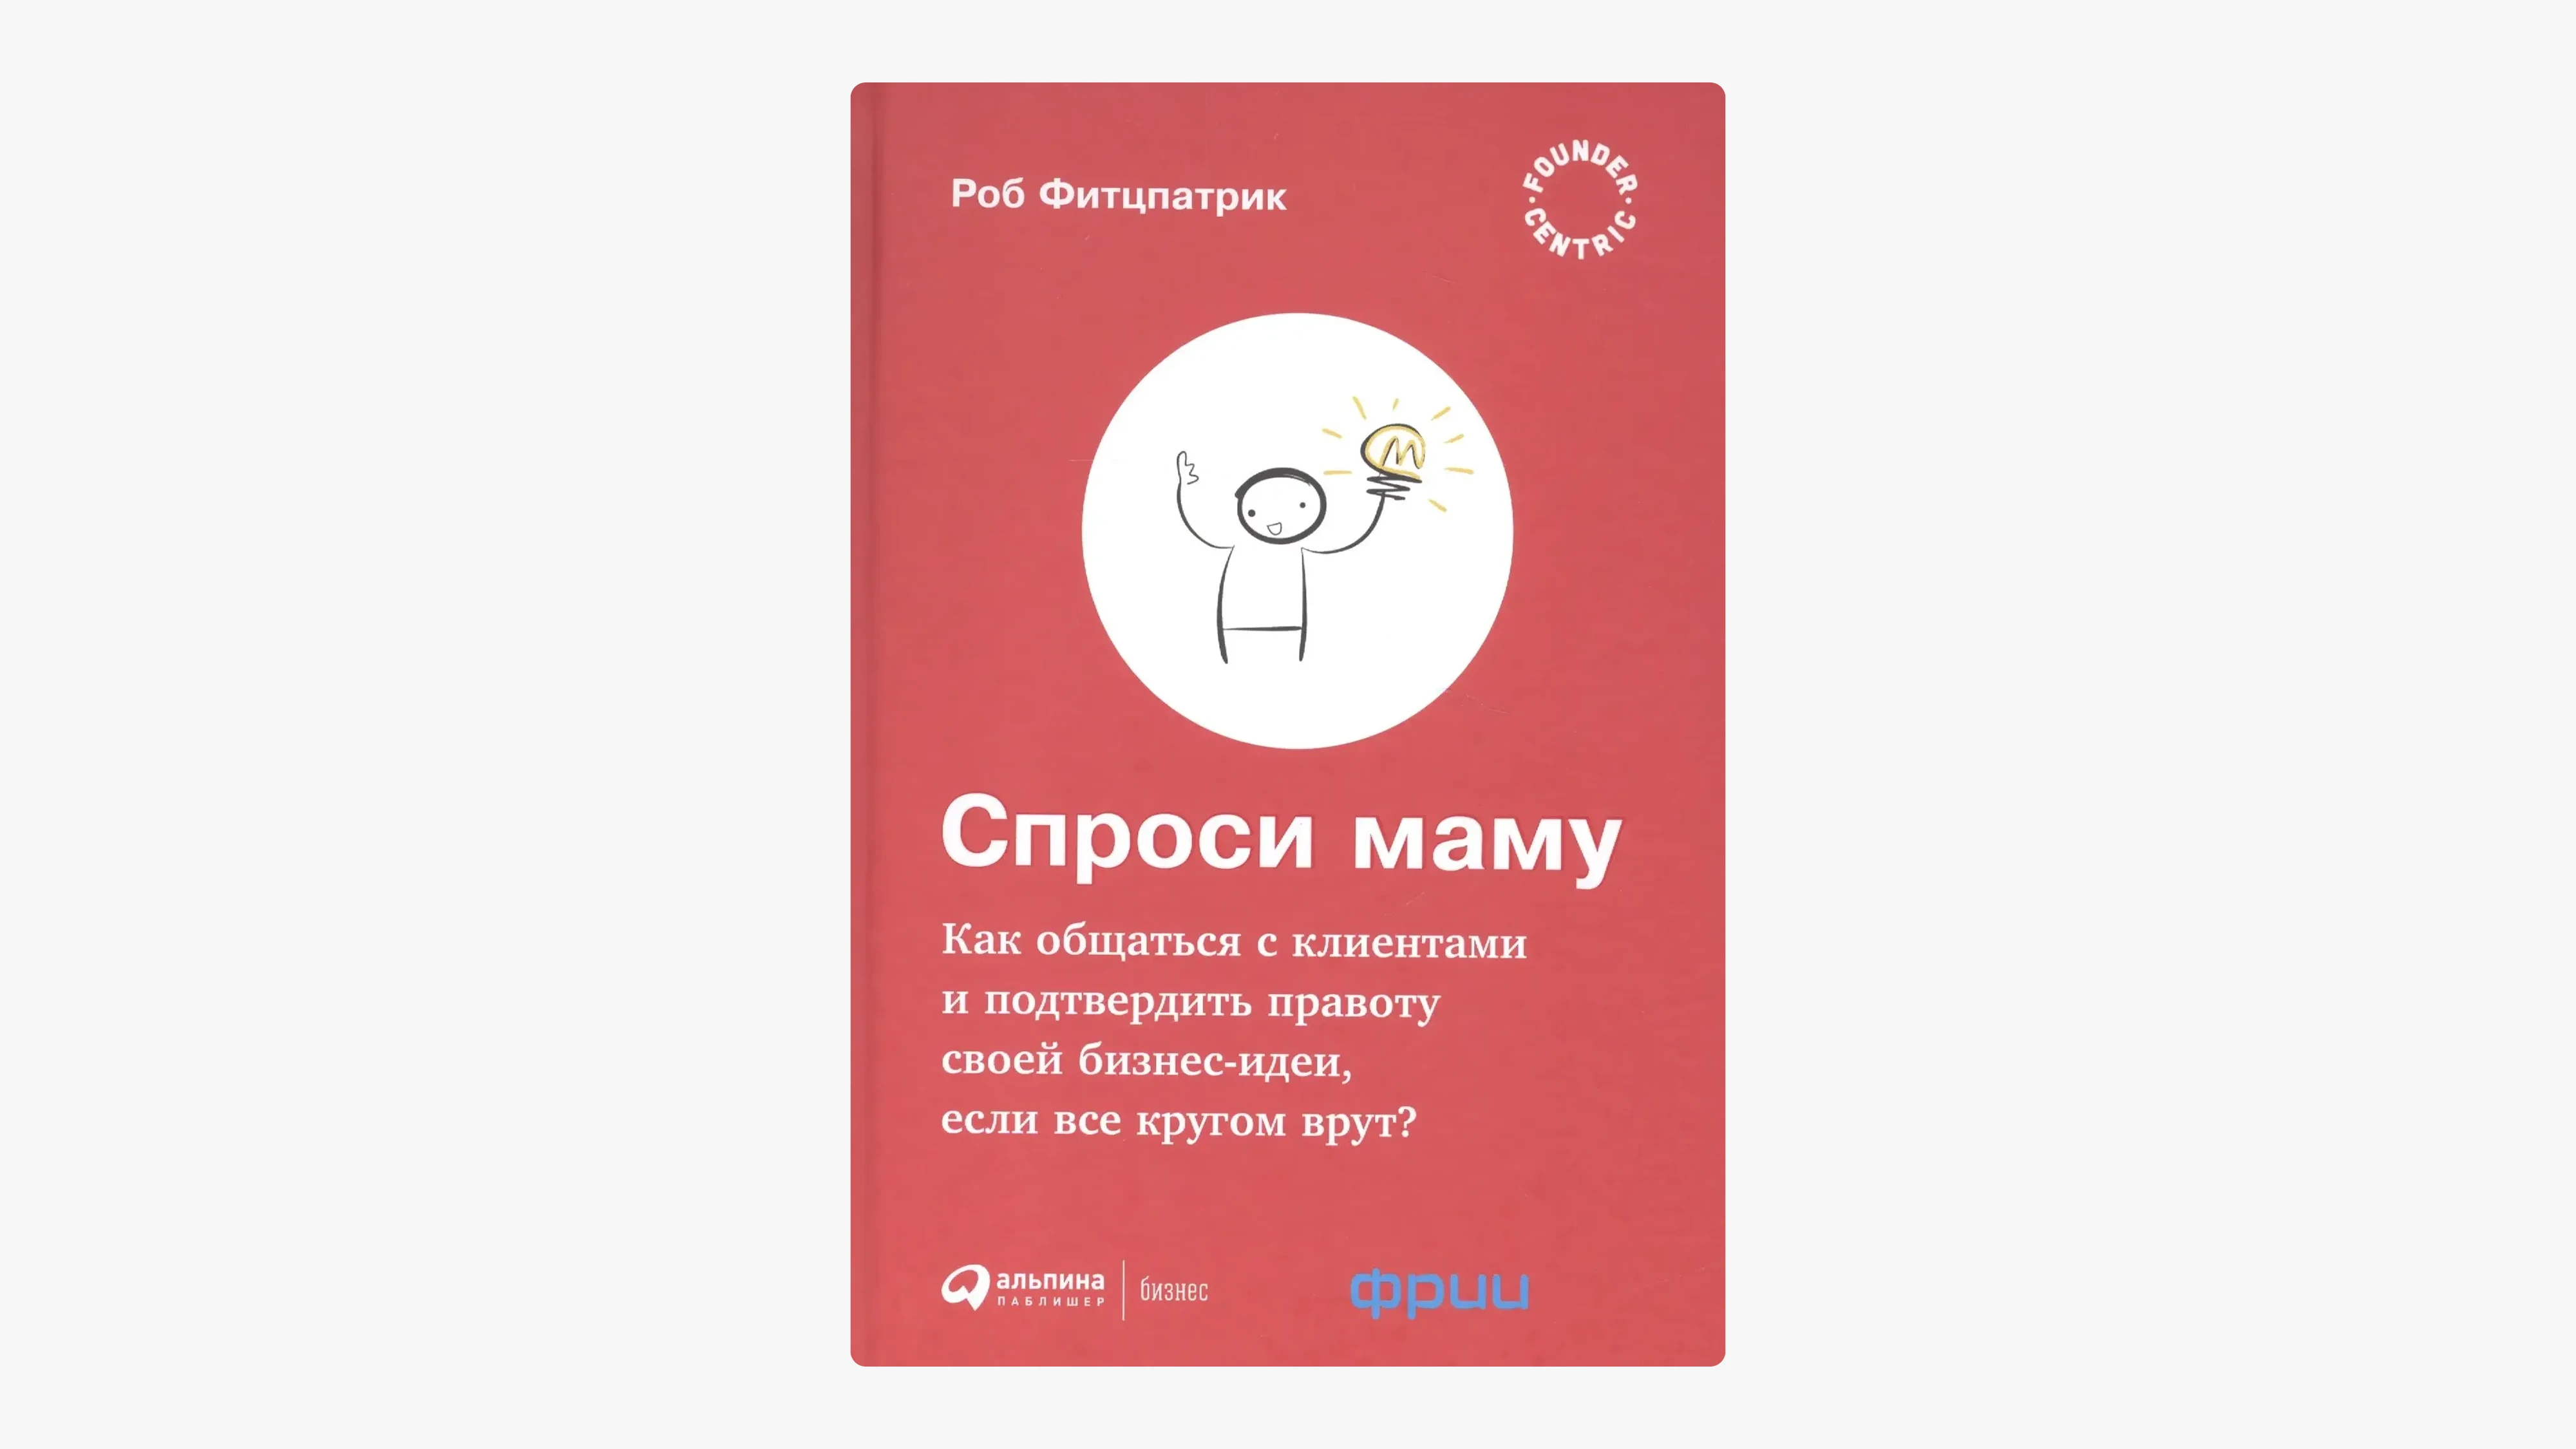 Роб Фитцпатрик
FOUNDER
CENTRIC
M
Спроси маму
Как общаться с клиентами
и подтвердить правоту
своей бизнес-идеи,
если все кругом врут?
альпина
ПАБЛИШЕР
бизнес
фрии